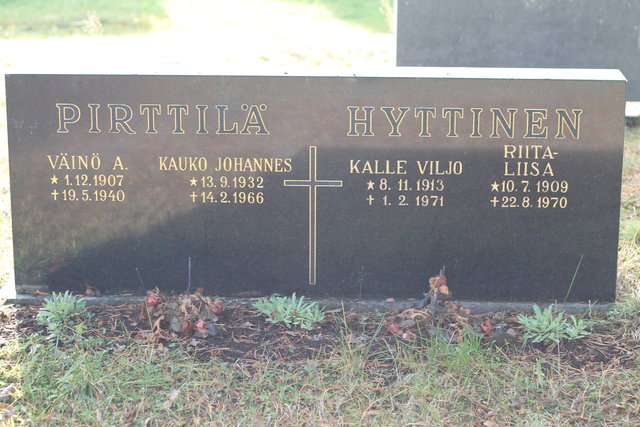 PIRTTILÄ
VÄINÖ A.
★ 1.12.1907
✝ 19.5.1940
KAUKO JOHANNES
★ 13.9.1932
✝ 14.2.1966
HYTTINEN
KALLE VILJO
★ 8.11.1913
✝ 1.2.1971
RIITA-
LIISA
★ 10.7.1909
✝ 22.8.1970